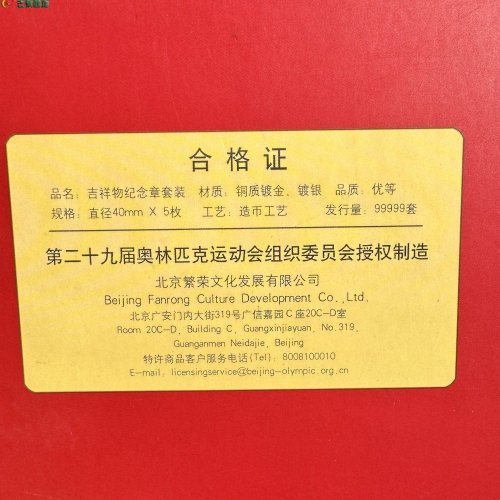 合格证
品名：吉祥物纪念章套装 材质：铜质镀金、镀银 品质：优等
规格：直径40mm X 5枚 工艺：造币工艺 发行量：99999套
第二十九届奥林匹克运动会组织委员会授权制造
北京繁荣文化发展有限公司
Beijing Fanrong Culture Development Co.,Ltd.
北京广安门内大街319号广信嘉园C座20C-D室
Room 20C-D, Building C, Guangxinjiayuan, No.319,
Guanganmen Neidajie, Beijing
特许商品客户服务电话(Tel): 8008100010
E-mail: licensingservice@beijing-olympic.org.cn